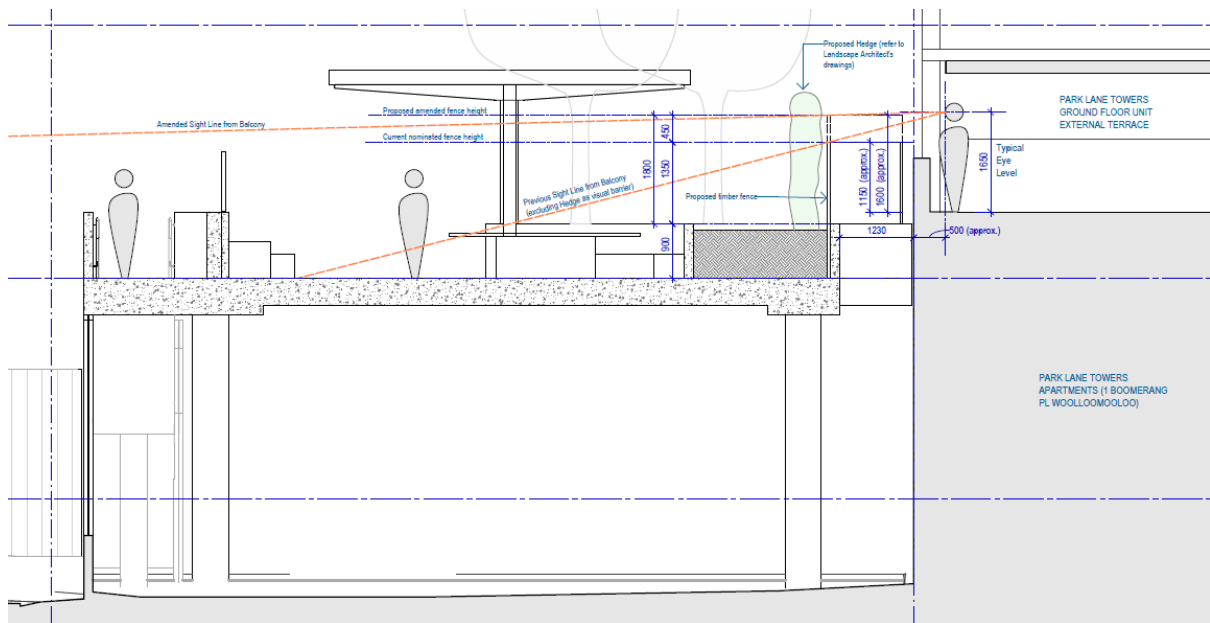 Proposed Hedge (refer to
Landscape Architect's
drawings)
PARK LANE TOWERS
GROUND FLOOR UNIT
EXTERNAL TERRACE
Proposed amended fence height
Amended Sight Line from Balcony
Current nominated fence height
450
1800
1350
1150 (approx.)
1600 (approx.)
1650
Typical
Eye
Level
Previous Sight Line from Balcony
(excluding Hedge as visual barrier)
Proposed timber fence
900
1230
500 (approx.)
PARK LANE TOWERS
APARTMENTS (1 BOOMERANG
PL WOOLLOOMOOLOO)